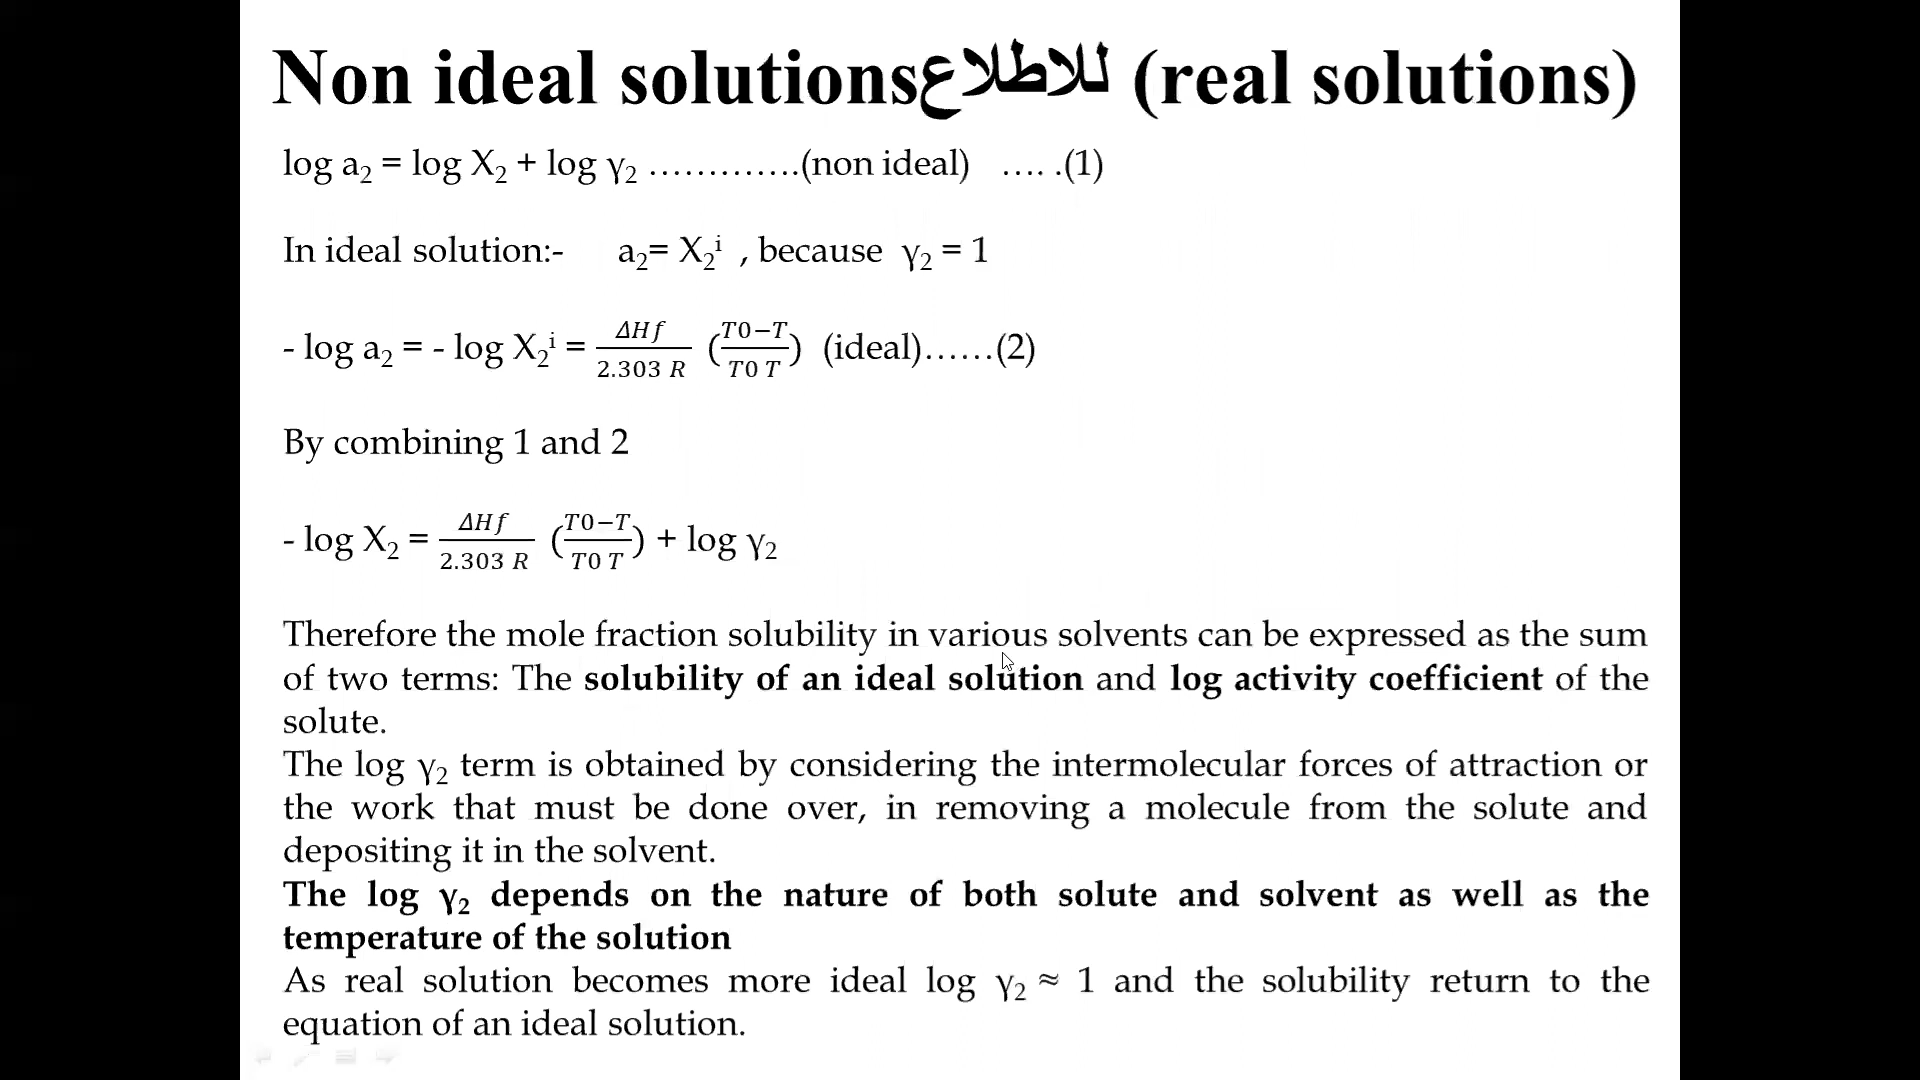 Non ideal solutionsللاطلاع (real solutions)
log a₂ = log X₂ + log γ₂ ………….(non ideal) …. .(1)
In ideal solution:- a₂= X₂ⁱ , because γ₂ = 1
- log a₂ = - log X₂ⁱ = ΔHf / 2.303 R (T0−T / T0 T) (ideal)……(2)
By combining 1 and 2
- log X₂ = ΔHf / 2.303 R (T0−T / T0 T) + log γ₂
Therefore the mole fraction solubility in various solvents can be expressed as the sum
of two terms: The solubility of an ideal solution and log activity coefficient of the
solute.
The log γ₂ term is obtained by considering the intermolecular forces of attraction or
the work that must be done over, in removing a molecule from the solute and
depositing it in the solvent.
The log γ₂ depends on the nature of both solute and solvent as well as the
temperature of the solution
As real solution becomes more ideal log γ₂ ≈ 1 and the solubility return to the
equation of an ideal solution.